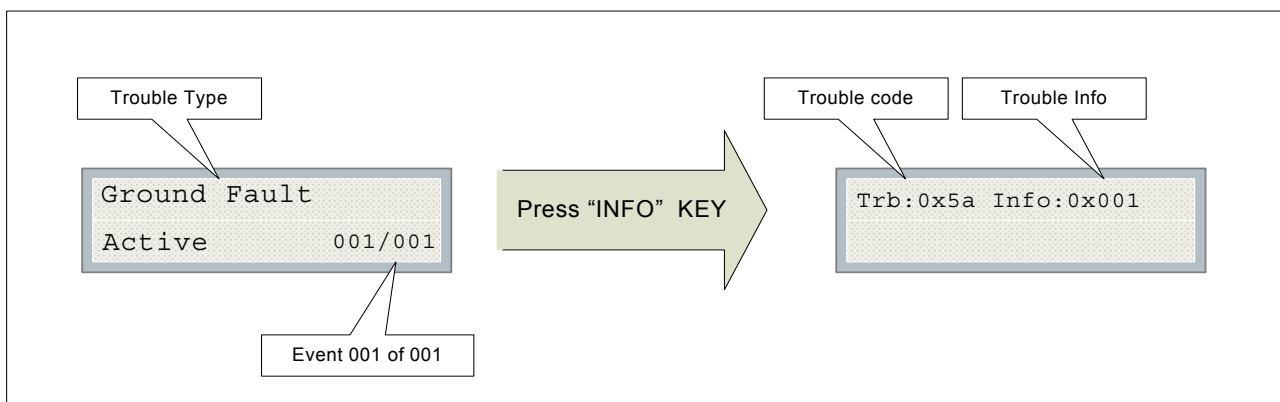 Trouble Type
Ground Fault
Active 001/001
Event 001 of 001
Press “INFO” KEY
Trouble code
Trouble Info
Trb:0x5a Info:0x001